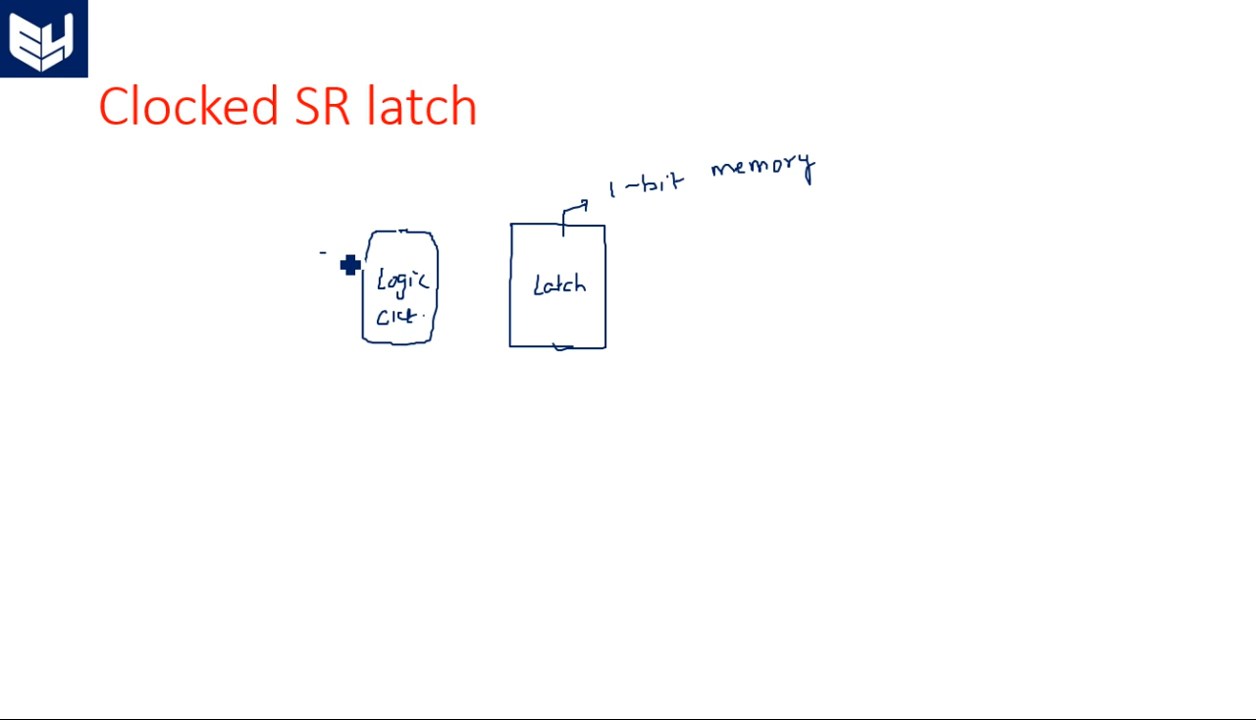 Clocked SR latch
1-bit memory
Logic
Latch
ckt.